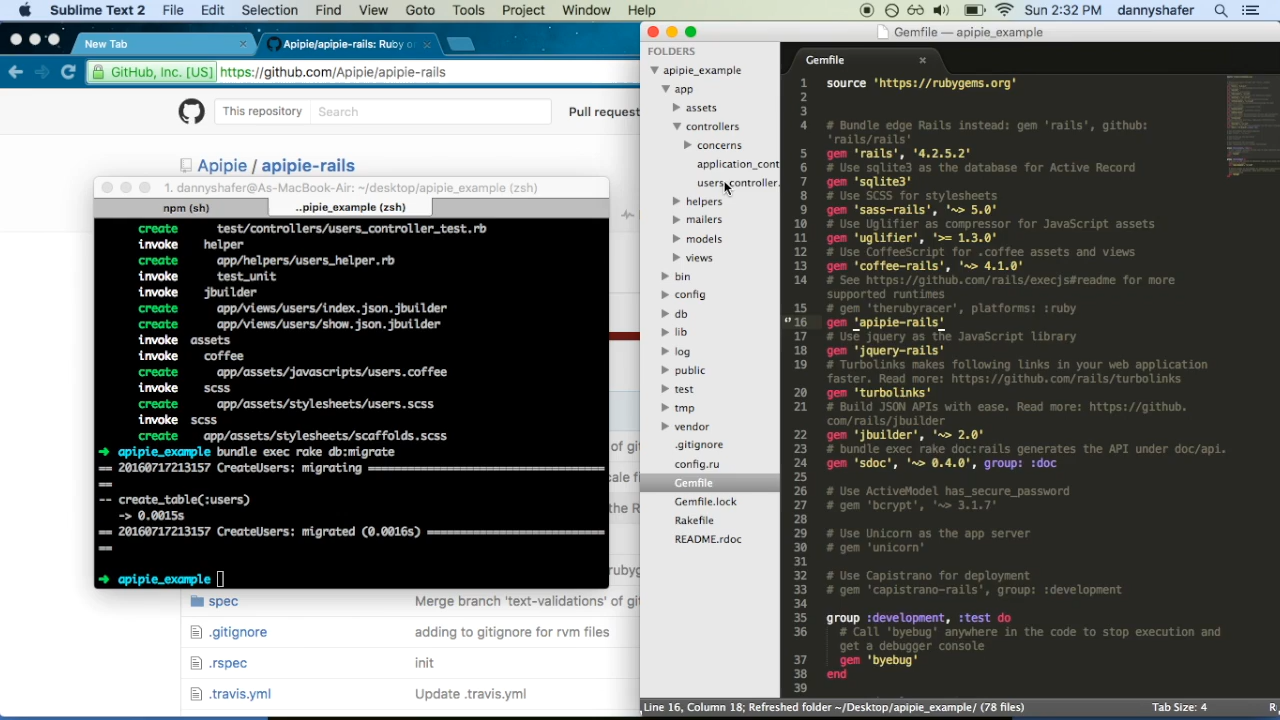 Sublime Text 2 File Edit Selection Find View Goto Tools Project Window Help
Sun 2:32 PM dannyshafer
New Tab
Apipie/apipie-rails: Ruby o
GitHub, Inc. [US] https://github.com/Apipie/apipie-rails
This repository Search Pull request
Apipie / apipie-rails
1. dannyshafer@As-MacBook-Air: ~/desktop/apipie_example (zsh)
npm (sh) ..pipie_example (zsh)
create test/controllers/users_controller_test.rb
invoke helper
create app/helpers/users_helper.rb
invoke test_unit
invoke jbuilder
create app/views/users/index.json.jbuilder
create app/views/users/show.json.jbuilder
invoke assets
invoke coffee
create app/assets/javascripts/users.coffee
invoke scss
create app/assets/stylesheets/users.scss
invoke scss
create app/assets/stylesheets/scaffolds.scss
➜ apipie_example bundle exec rake db:migrate
== 20160717213157 CreateUsers: migrating ===================================
==
-- create_table(:users)
-> 0.0015s
== 20160717213157 CreateUsers: migrated (0.0016s) ==========================
==
➜ apipie_example
of git
cale fi
the R
rubyg
spec Merge branch 'text-validations' of git
.gitignore adding to gitignore for rvm files
.rspec init
.travis.yml Update .travis.yml
Gemfile — apipie_example
FOLDERS
apipie_example
app
assets
controllers
concerns
application_cont
users_controller.
helpers
mailers
models
views
bin
config
db
lib
log
public
test
tmp
vendor
.gitignore
config.ru
Gemfile
Gemfile.lock
Rakefile
README.rdoc
Gemfile
1 source 'https://rubygems.org'
2
3
4 # Bundle edge Rails instead: gem 'rails', github:
'rails/rails'
5 gem 'rails', '4.2.5.2'
6 # Use sqlite3 as the database for Active Record
7 gem 'sqlite3'
8 # Use SCSS for stylesheets
9 gem 'sass-rails', '~> 5.0'
10 # Use Uglifier as compressor for JavaScript assets
11 gem 'uglifier', '>= 1.3.0'
12 # Use CoffeeScript for .coffee assets and views
13 gem 'coffee-rails', '~> 4.1.0'
14 # See https://github.com/rails/execjs#readme for more
supported runtimes
15 # gem 'therubyracer', platforms: :ruby
16 gem 'apipie-rails'
17 # Use jquery as the JavaScript library
18 gem 'jquery-rails'
19 # Turbolinks makes following links in your web application
faster. Read more: https://github.com/rails/turbolinks
20 gem 'turbolinks'
21 # Build JSON APIs with ease. Read more: https://github.
com/rails/jbuilder
22 gem 'jbuilder', '~> 2.0'
23 # bundle exec rake doc:rails generates the API under doc/api.
24 gem 'sdoc', '~> 0.4.0', group: :doc
25
26 # Use ActiveModel has_secure_password
27 # gem 'bcrypt', '~> 3.1.7'
28
29 # Use Unicorn as the app server
30 # gem 'unicorn'
31
32 # Use Capistrano for deployment
33 # gem 'capistrano-rails', group: :development
34
35 group :development, :test do
36 # Call 'byebug' anywhere in the code to stop execution and
get a debugger console
37 gem 'byebug'
38 end
39
Line 16, Column 18; Refreshed folder ~/Desktop/apipie_example/ (78 files) Tab Size: 4 R